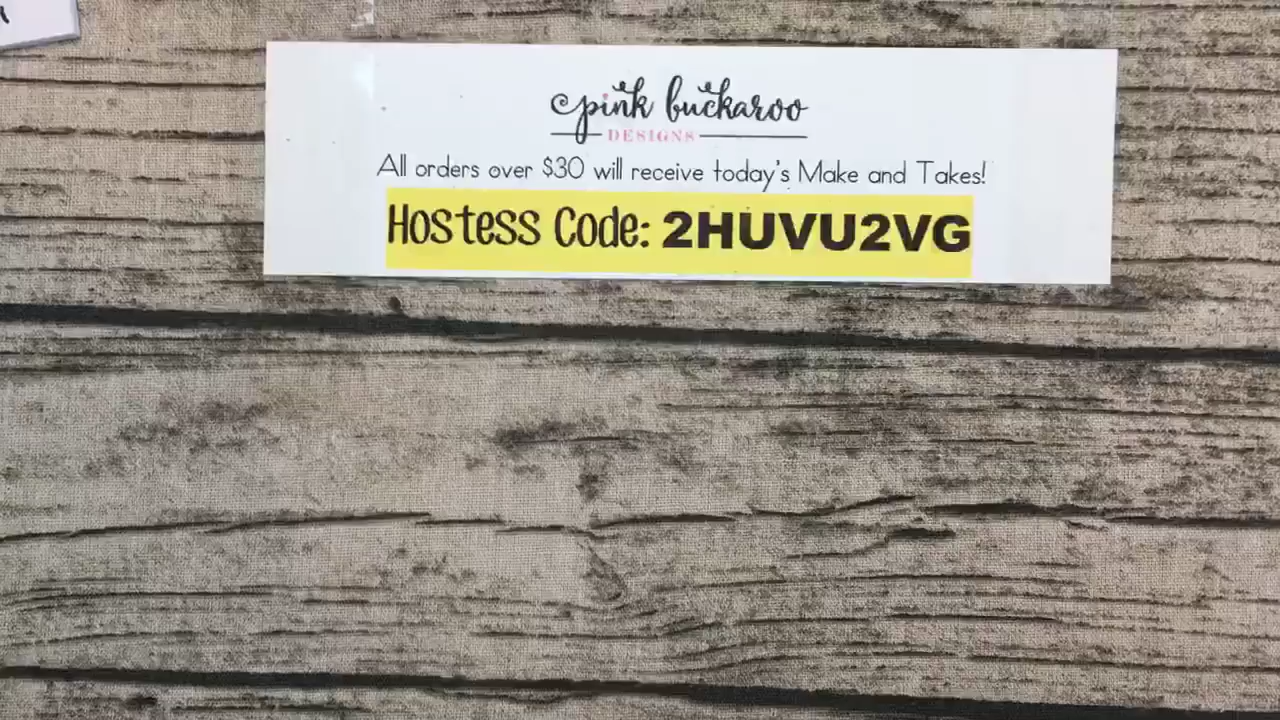 pink buckaroo
DESIGNS
All orders over $30 will receive today's Make and Takes!
Hostess Code: 2HUVU2VG